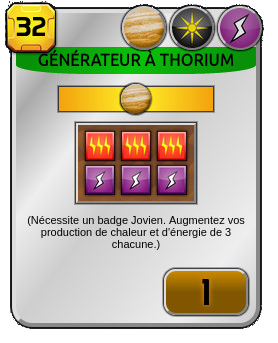 32
GÉNÉRATEUR À THORIUM
(Nécessite un badge Jovien. Augmentez vos
production de chaleur et d'énergie de 3
chacune.)
1